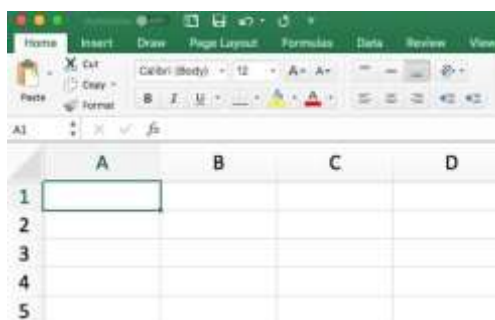 Home Insert Draw Page Layout Formulas Data Review View
Cut
Calibri (Body) 12 A A
Copy
Paste
Format
B I U A
A1 fx
A B C D
1
2
3
4
5